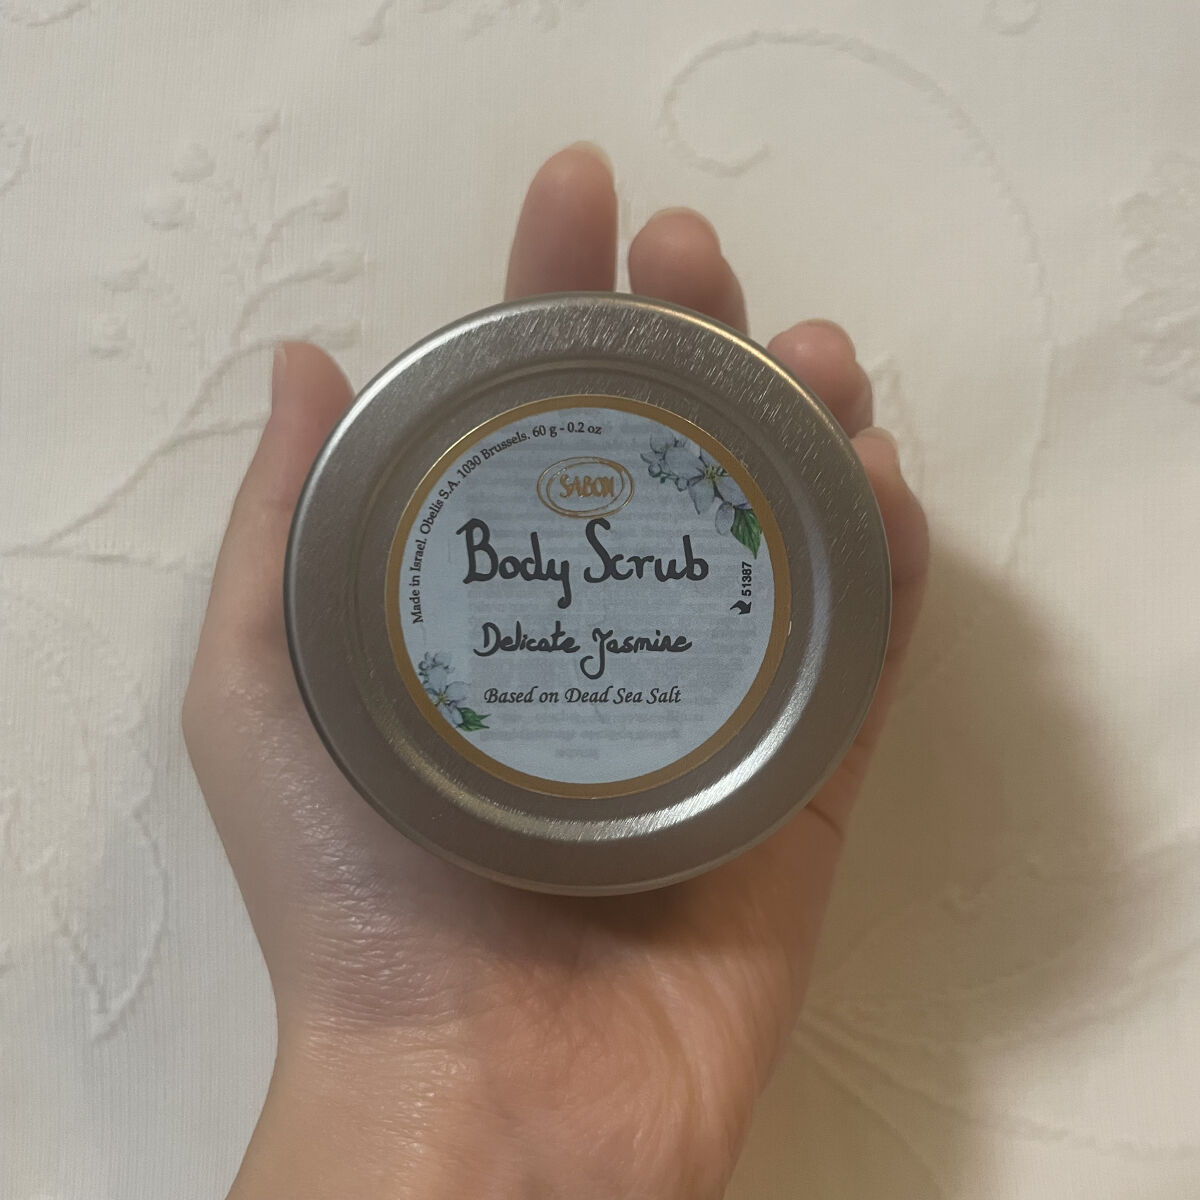 Made in Israel. Obelis S.A. 1030 Brussels. 60 g - 0.2 oz
SABON
Body Scrub
51387
Delicate Jasmine
Based on Dead Sea Salt